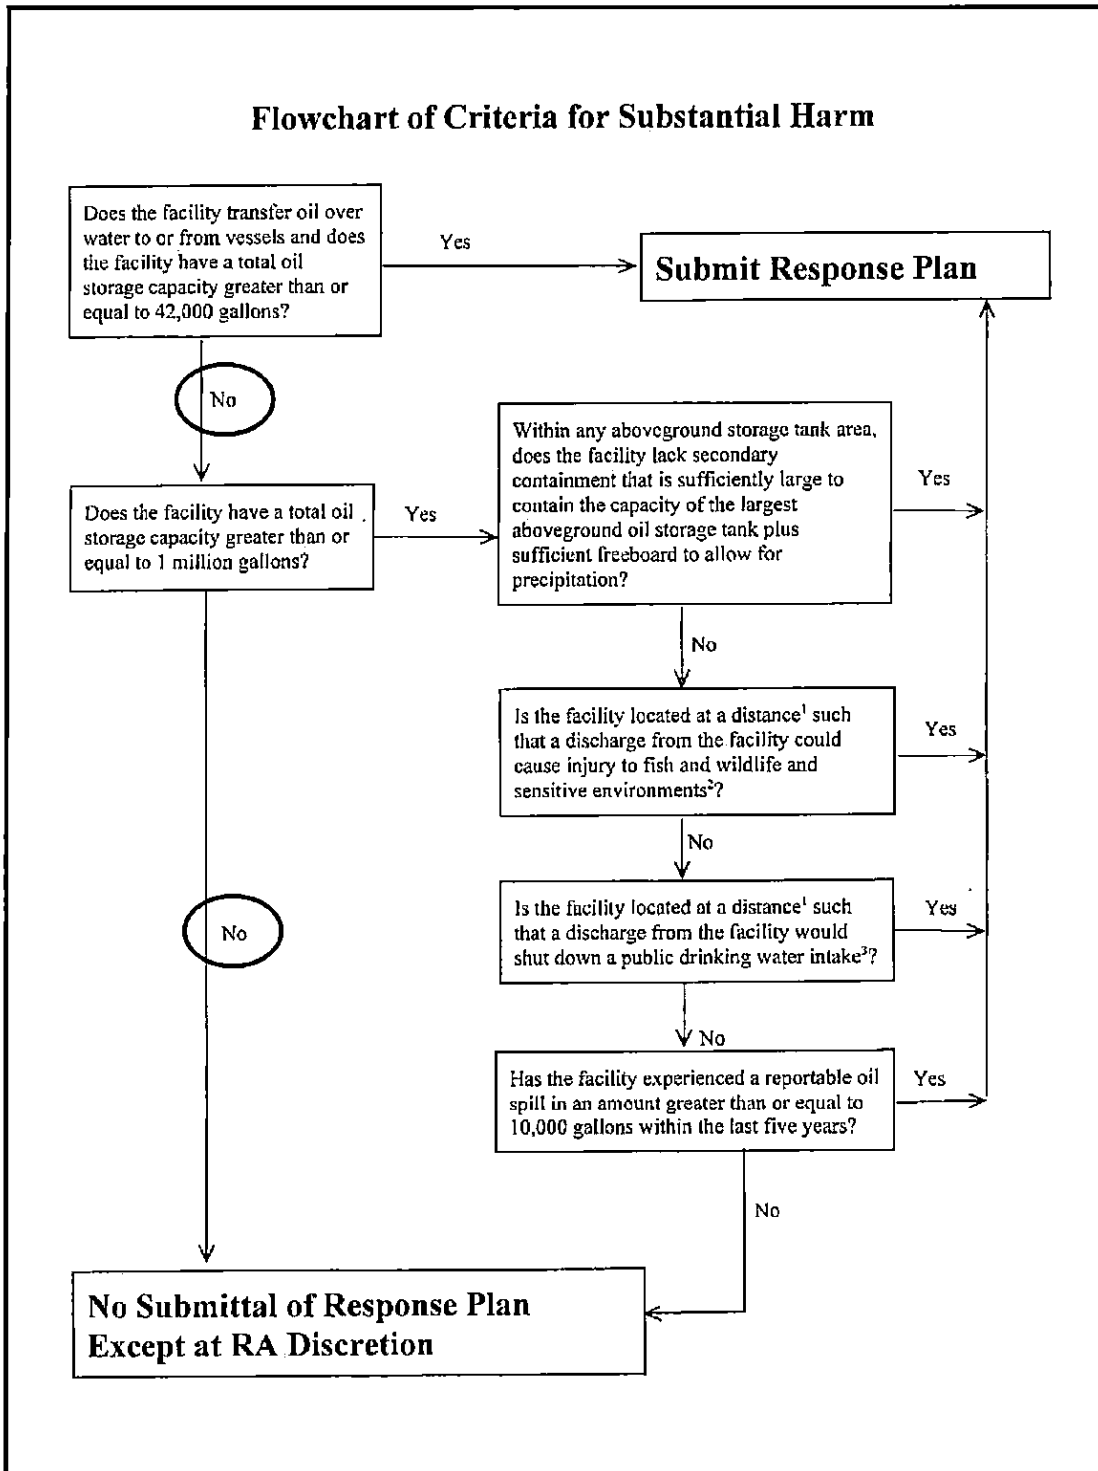 Flowchart of Criteria for Substantial Harm
Does the facility transfer oil over
water to or from vessels and does
the facility have a total oil
storage capacity greater than or
equal to 42,000 gallons?
Yes
Submit Response Plan
No
Within any aboveground storage tank area,
does the facility lack secondary
containment that is sufficiently large to
contain the capacity of the largest
aboveground oil storage tank plus
sufficient freeboard to allow for
precipitation?
Yes
Does the facility have a total oil
storage capacity greater than or
equal to 1 million gallons?
Yes
No
Is the facility located at a distance¹ such
that a discharge from the facility could
cause injury to fish and wildlife and
sensitive environments²?
Yes
No
Is the facility located at a distance¹ such
that a discharge from the facility would
shut down a public drinking water intake³?
Yes
No
No
Has the facility experienced a reportable oil
spill in an amount greater than or equal to
10,000 gallons within the last five years?
Yes
No
No Submittal of Response Plan
Except at RA Discretion